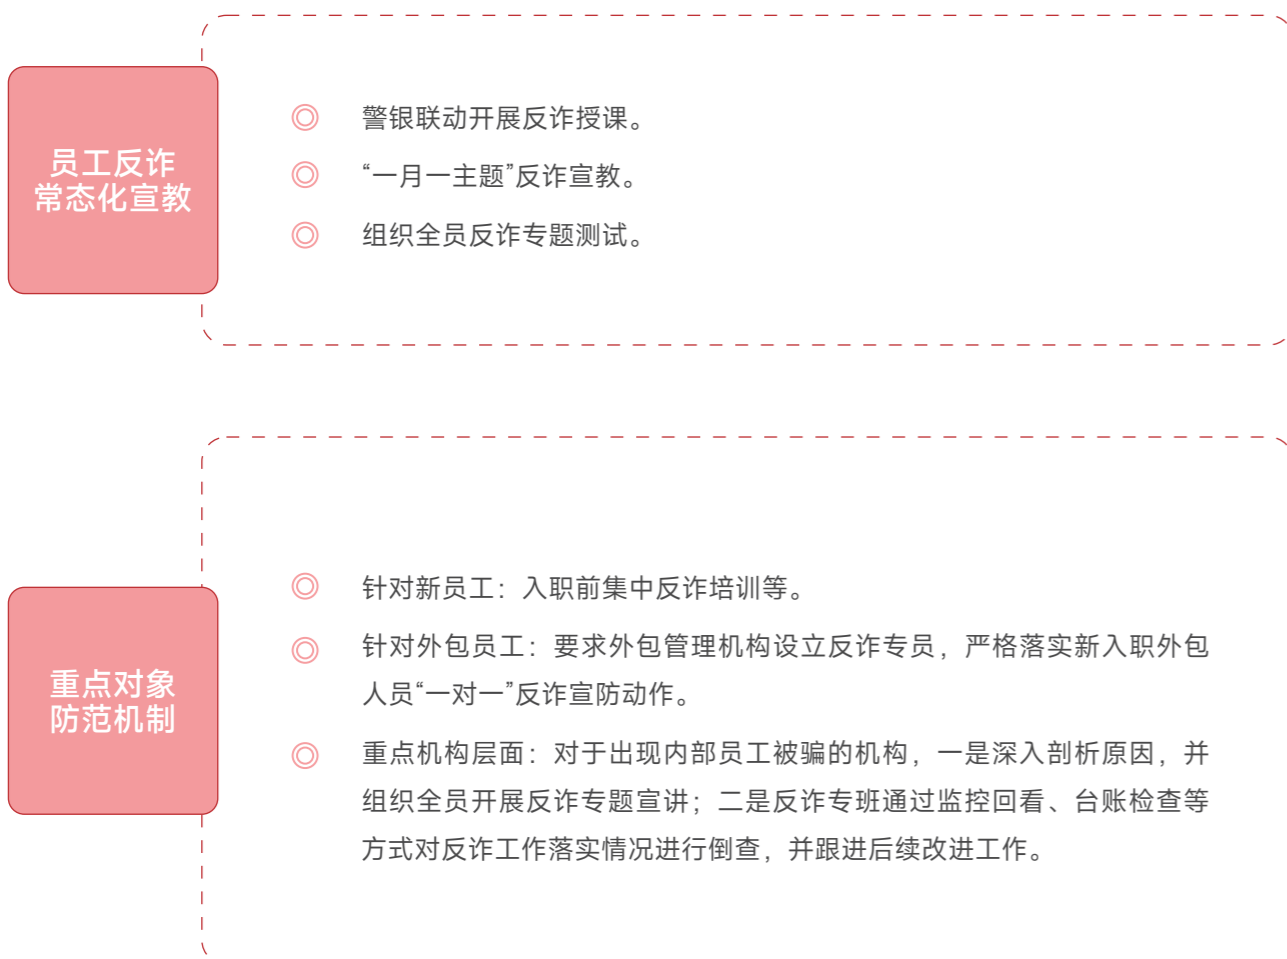 员工反诈
常态化宣教
警银联动开展反诈授课。
“一月一主题”反诈宣教。
组织全员反诈专题测试。
重点对象
防范机制
针对新员工：入职前集中反诈培训等。
针对外包员工：要求外包管理机构设立反诈专员，严格落实新入职外包
人员“一对一”反诈宣防动作。
重点机构层面：对于出现内部员工被骗的机构，一是深入剖析原因，并
组织全员开展反诈专题宣讲；二是反诈专班通过监控回看、台账检查等
方式对反诈工作落实情况进行倒查，并跟进后续改进工作。